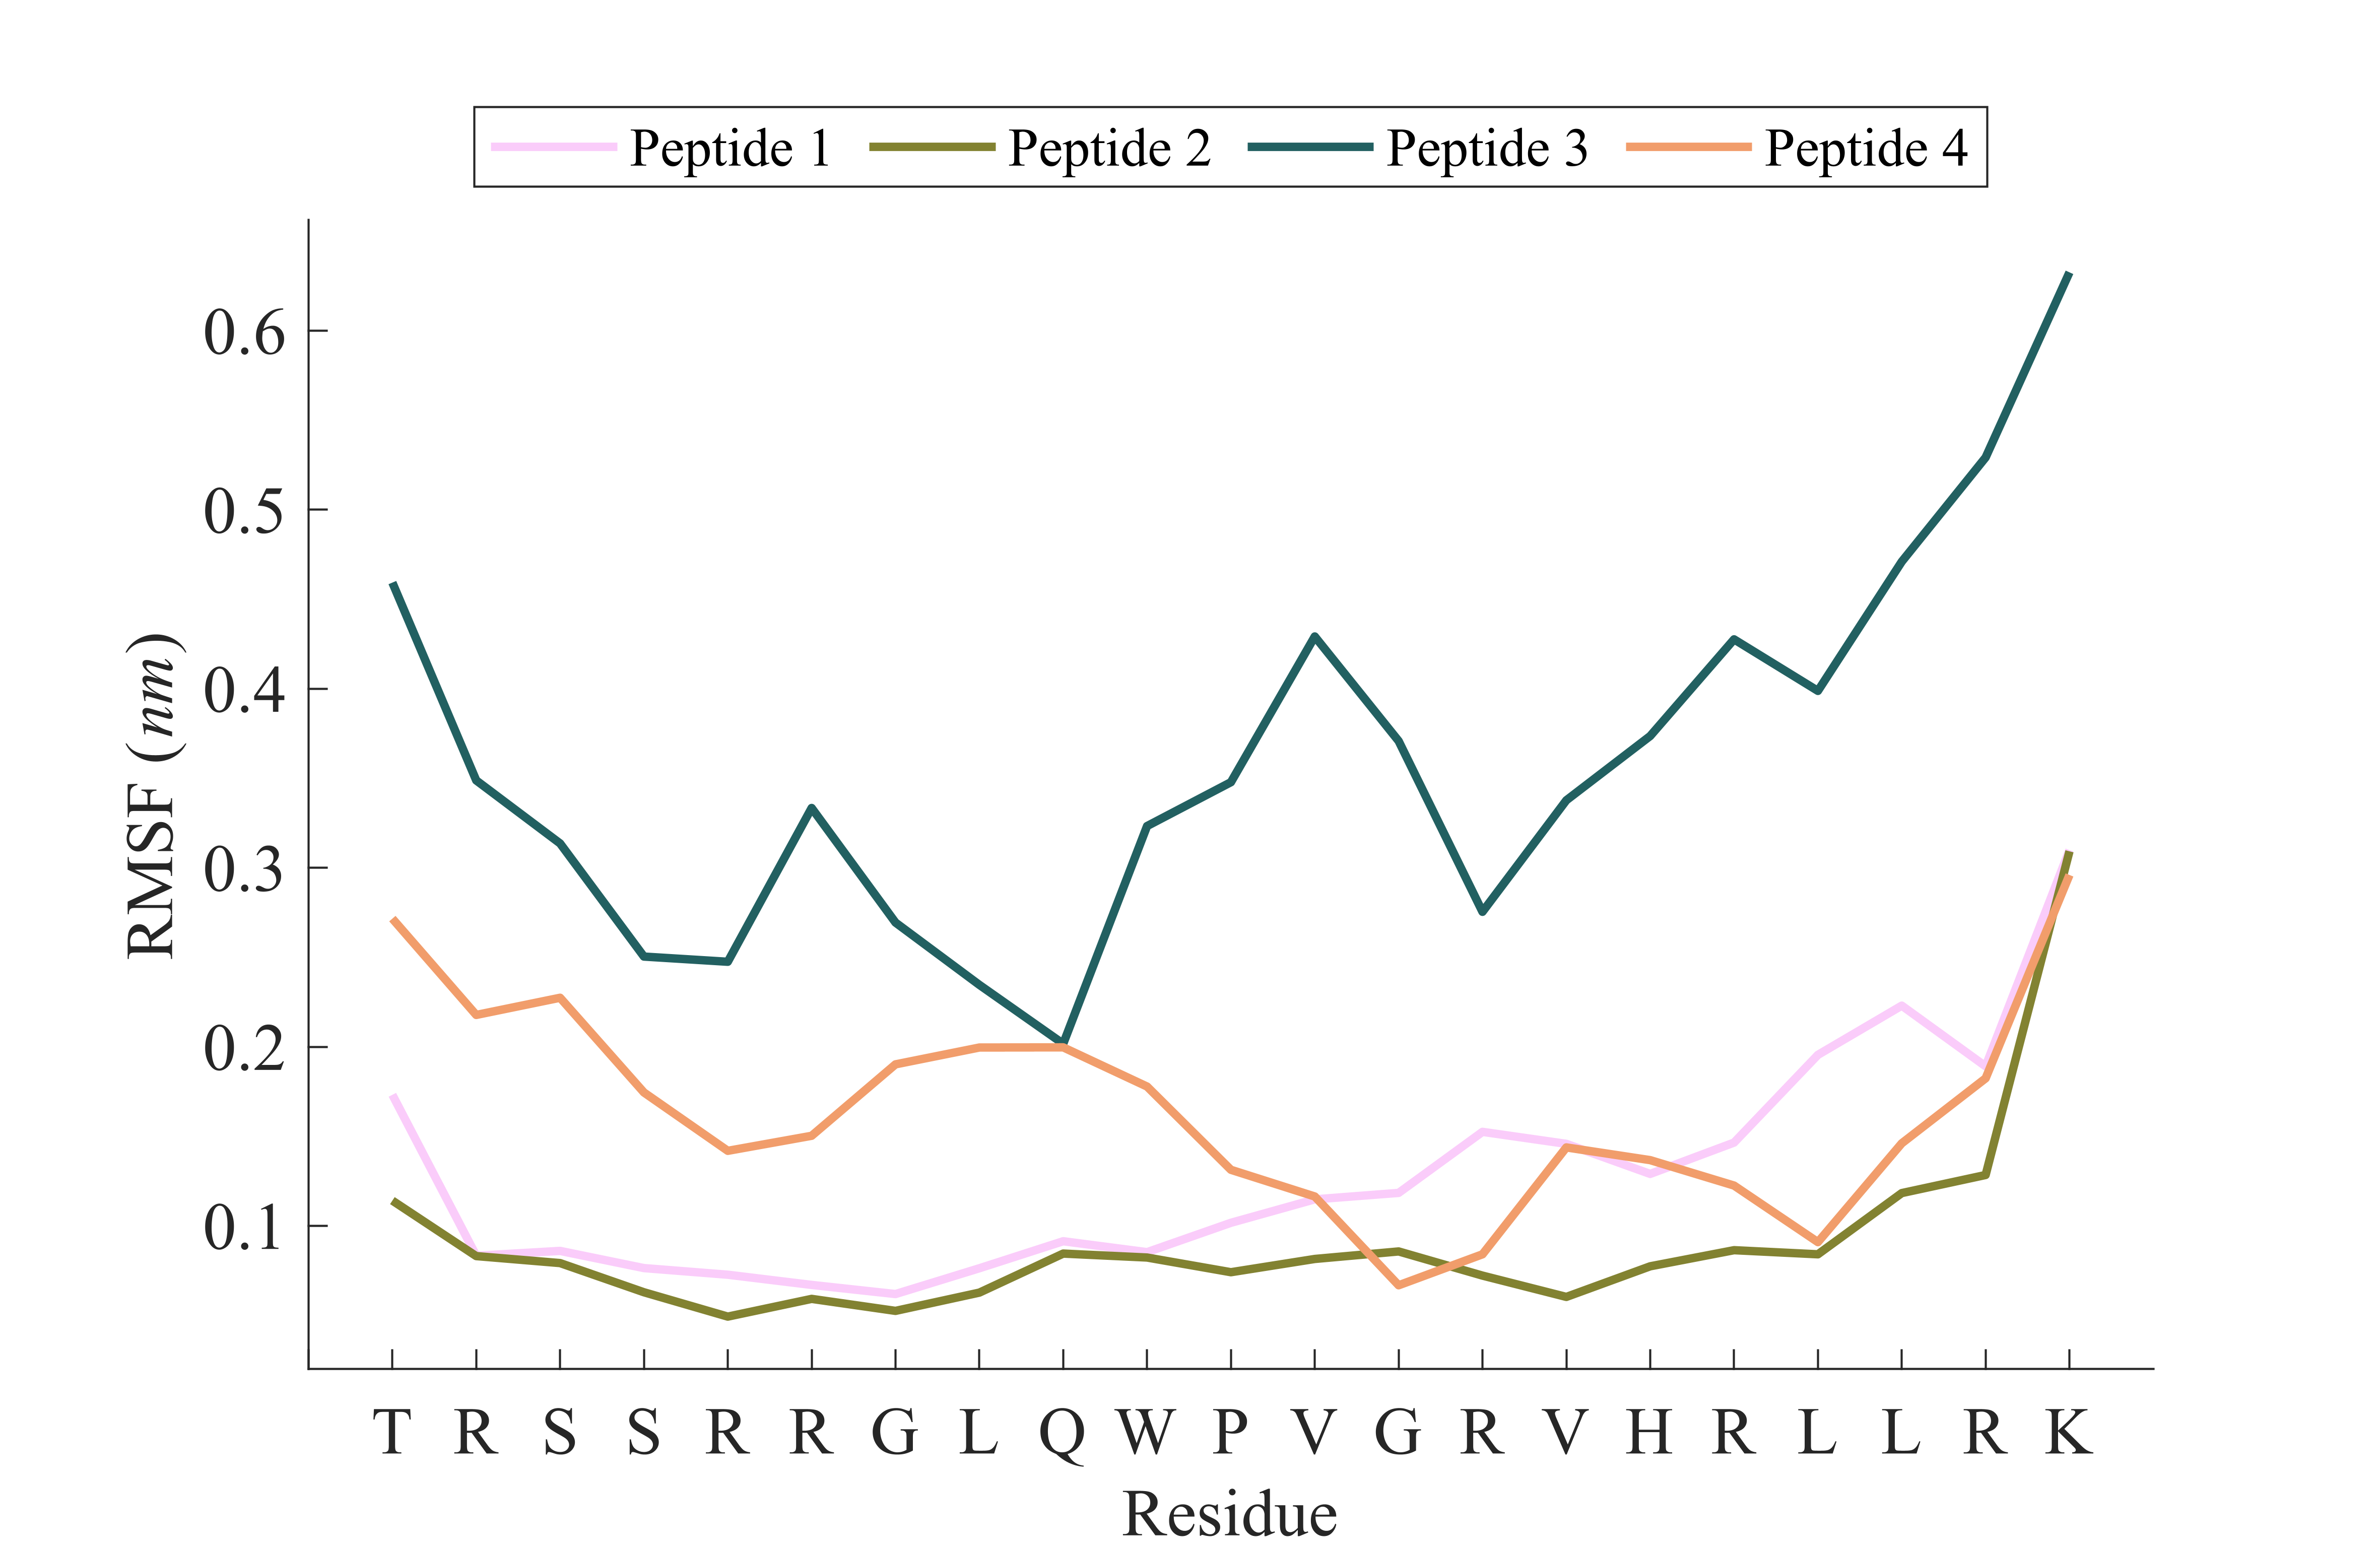 Peptide 1 Peptide 2 Peptide 3 Peptide 4
0.6
0.5
0.4
0.3
0.2
0.1
RMSF (nm)
T R S S R R G L Q W P V G R V H R L L R K
Residue